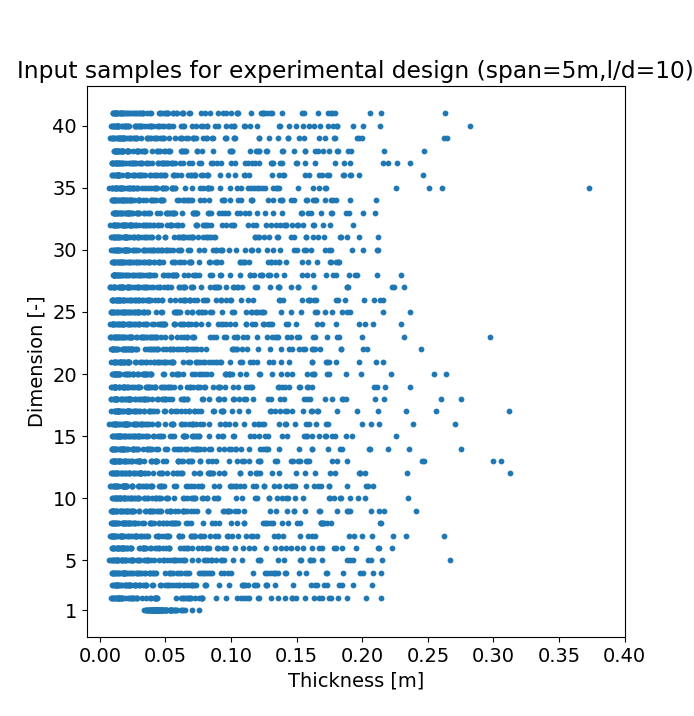 Input samples for experimental design (span=5m,l/d=10)
Dimension [-]
40
35
30
25
20
15
10
5
1
0.00 0.05 0.10 0.15 0.20 0.25 0.30 0.35 0.40
Thickness [m]